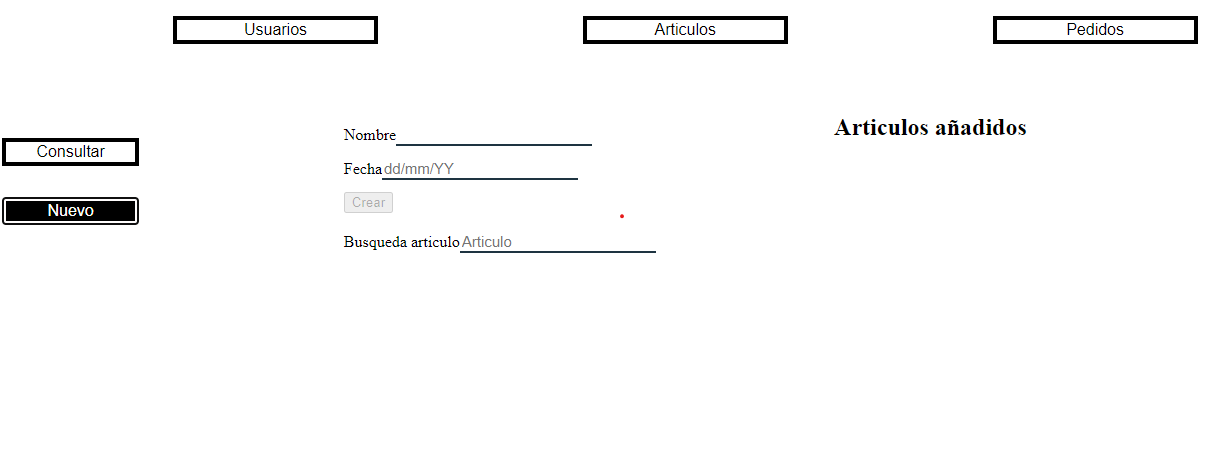 Usuarios
Articulos
Pedidos
Consultar
Nuevo
Nombre
Fecha dd/mm/YY
Crear
Busqueda articulo Articulo
Articulos añadidos